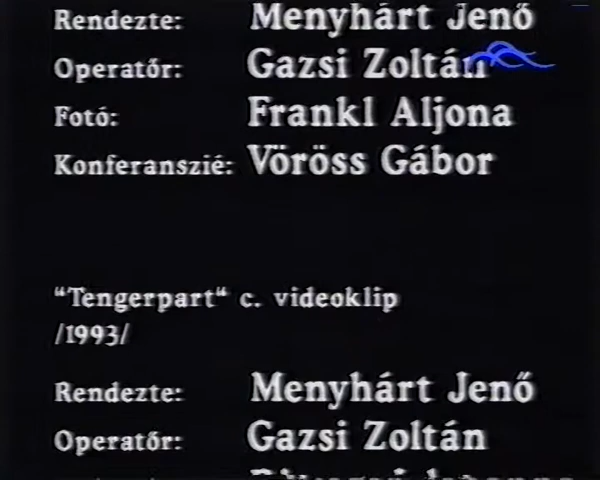 Rendezte: Menyhárt Jenő
Operatőr: Gazsi Zoltán
Fotó: Frankl Aljona
Konferanszié: Vöröss Gábor
“Tengerpart“ c. videoklip
/1993/
Rendezte: Menyhárt Jenő
Operatőr: Gazsi Zoltán